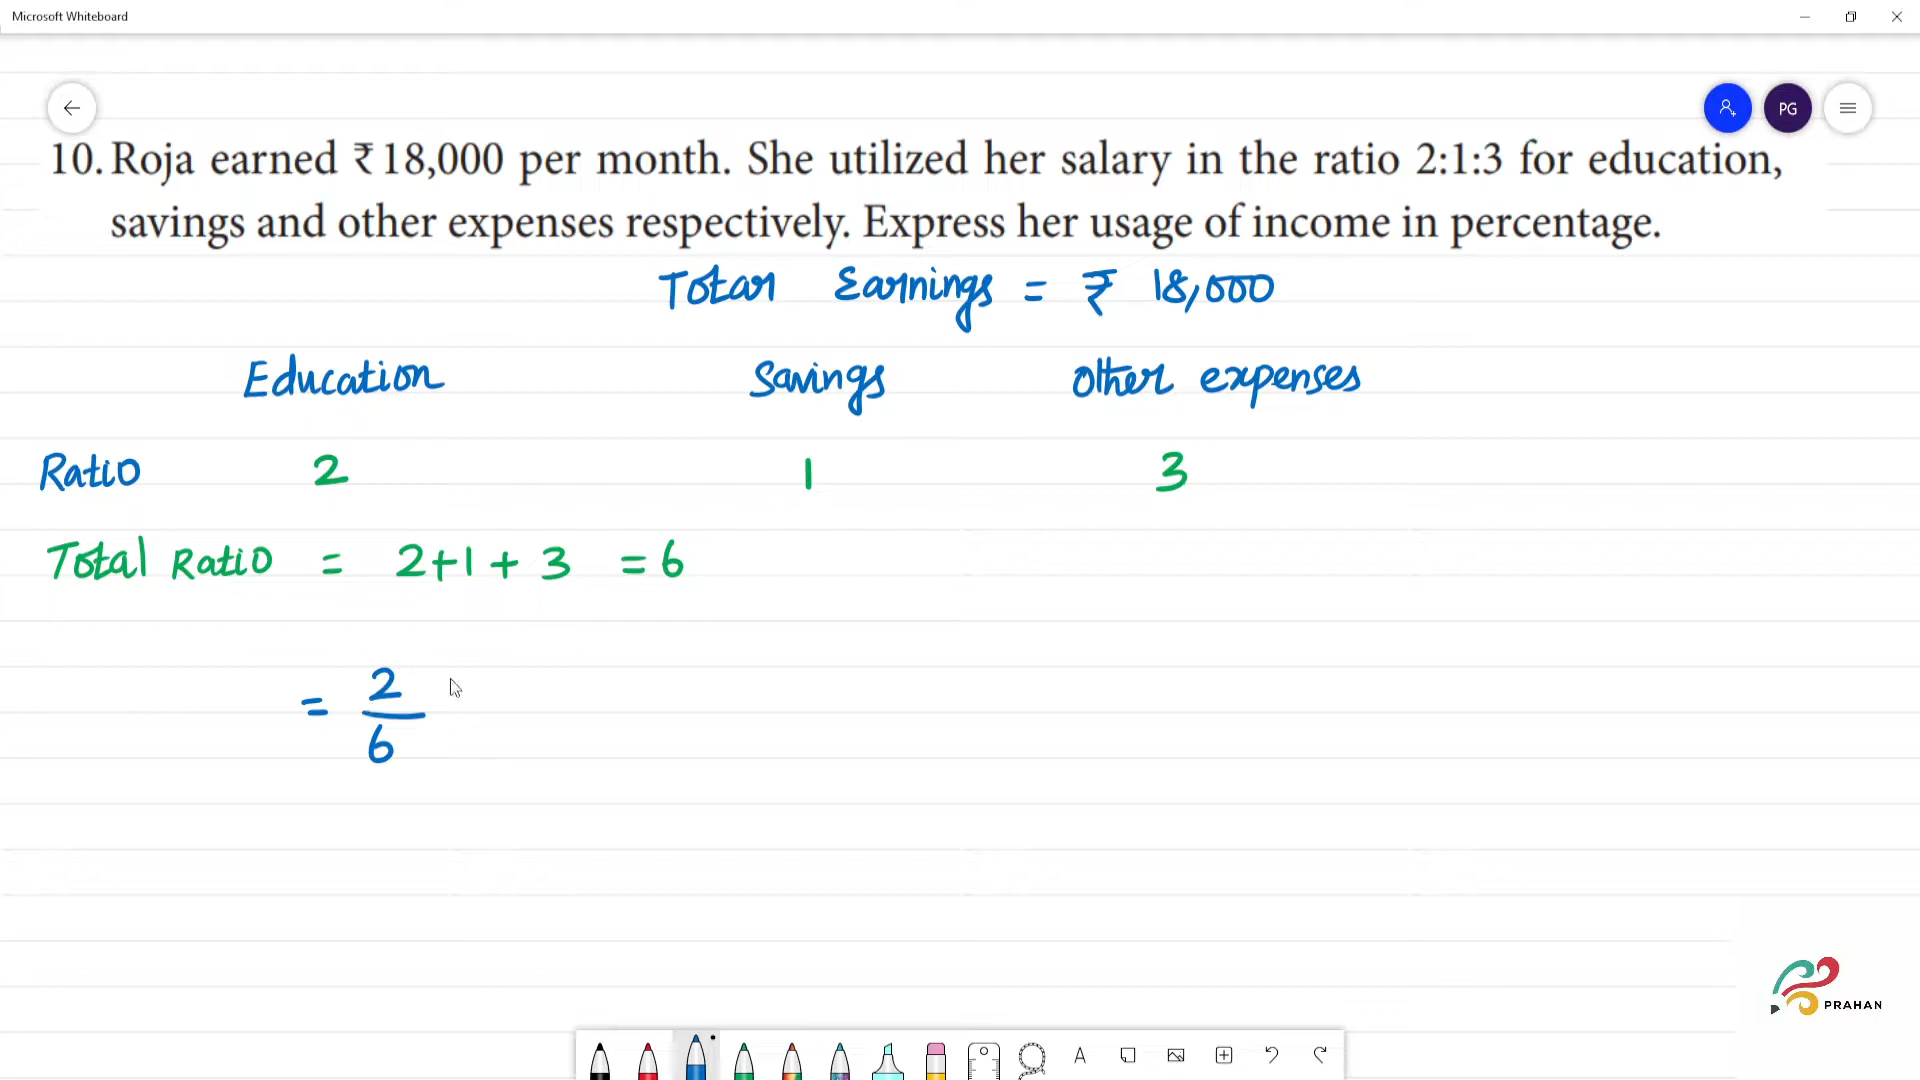 Microsoft Whiteboard
PG
10. Roja earned ₹ 18,000 per month. She utilized her salary in the ratio 2:1:3 for education,
savings and other expenses respectively. Express her usage of income in percentage.
Total Earnings = ₹ 18,000
Education Savings Other expenses
Ratio 2 1 3
Total Ratio = 2+1+3 = 6
= 2/6
PRAHAN
A